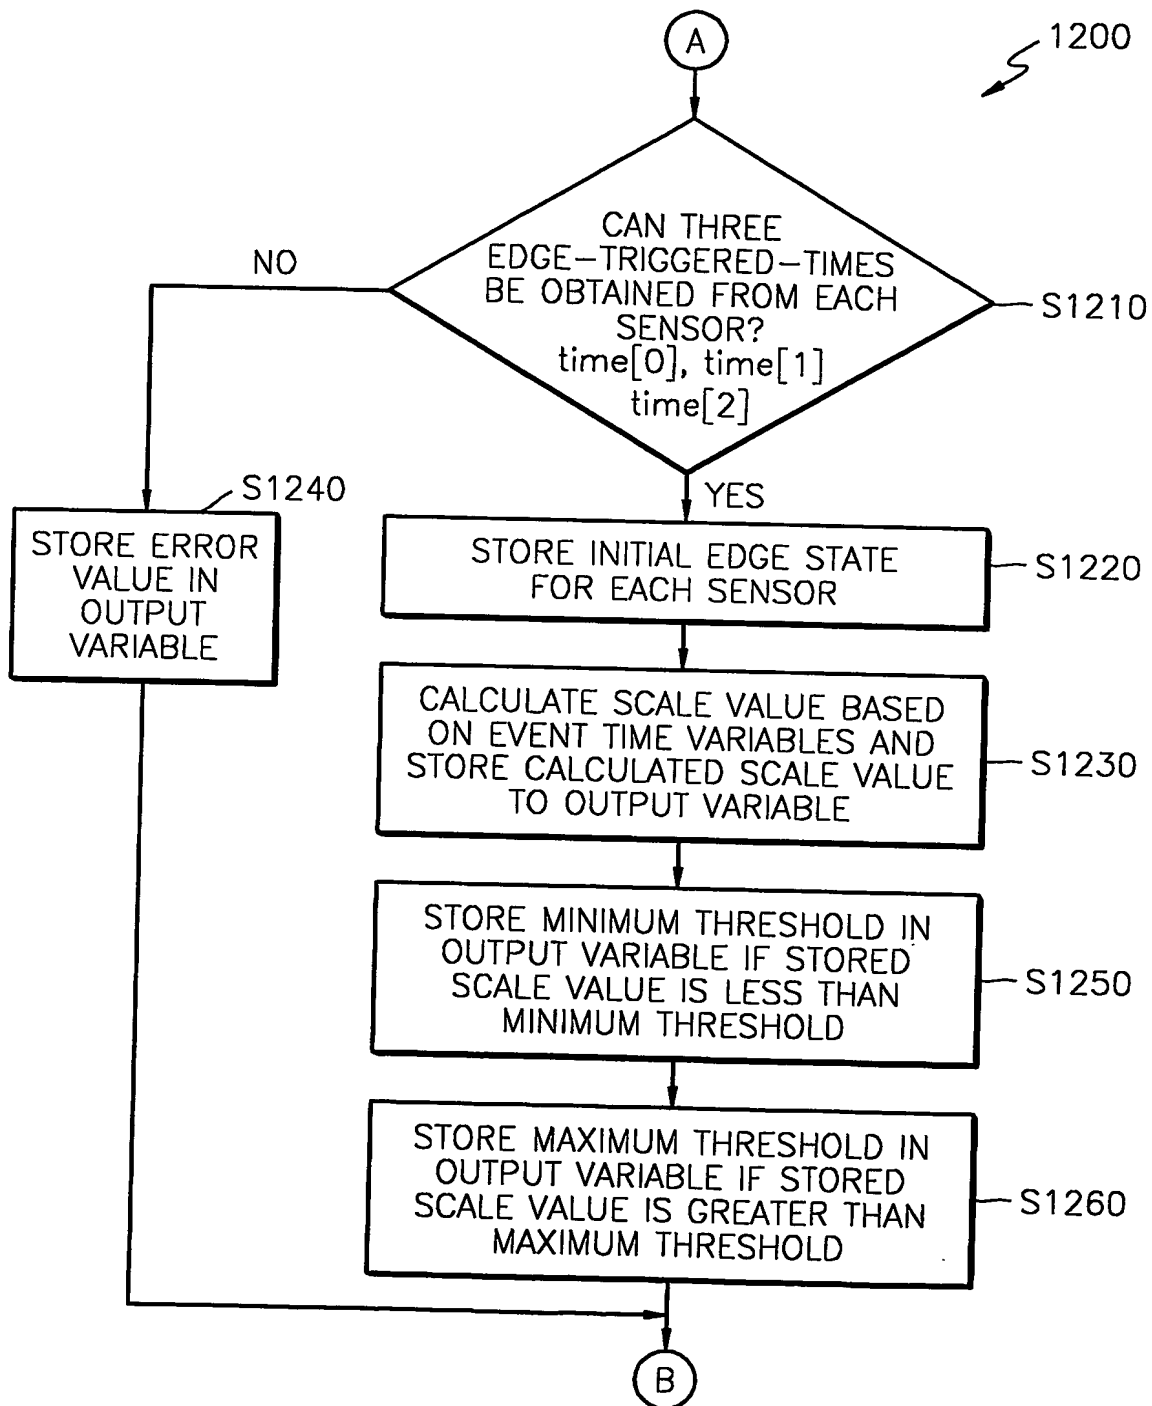 A
1200
CAN THREE
EDGE-TRIGGERED-TIMES
BE OBTAINED FROM EACH
SENSOR?
time[0], time[1]
time[2]
S1210
NO
YES
S1240
STORE ERROR
VALUE IN
OUTPUT
VARIABLE
STORE INITIAL EDGE STATE
FOR EACH SENSOR
S1220
CALCULATE SCALE VALUE BASED
ON EVENT TIME VARIABLES AND
STORE CALCULATED SCALE VALUE
TO OUTPUT VARIABLE
S1230
STORE MINIMUM THRESHOLD IN
OUTPUT VARIABLE IF STORED
SCALE VALUE IS LESS THAN
MINIMUM THRESHOLD
S1250
STORE MAXIMUM THRESHOLD IN
OUTPUT VARIABLE IF STORED
SCALE VALUE IS GREATER THAN
MAXIMUM THRESHOLD
S1260
B